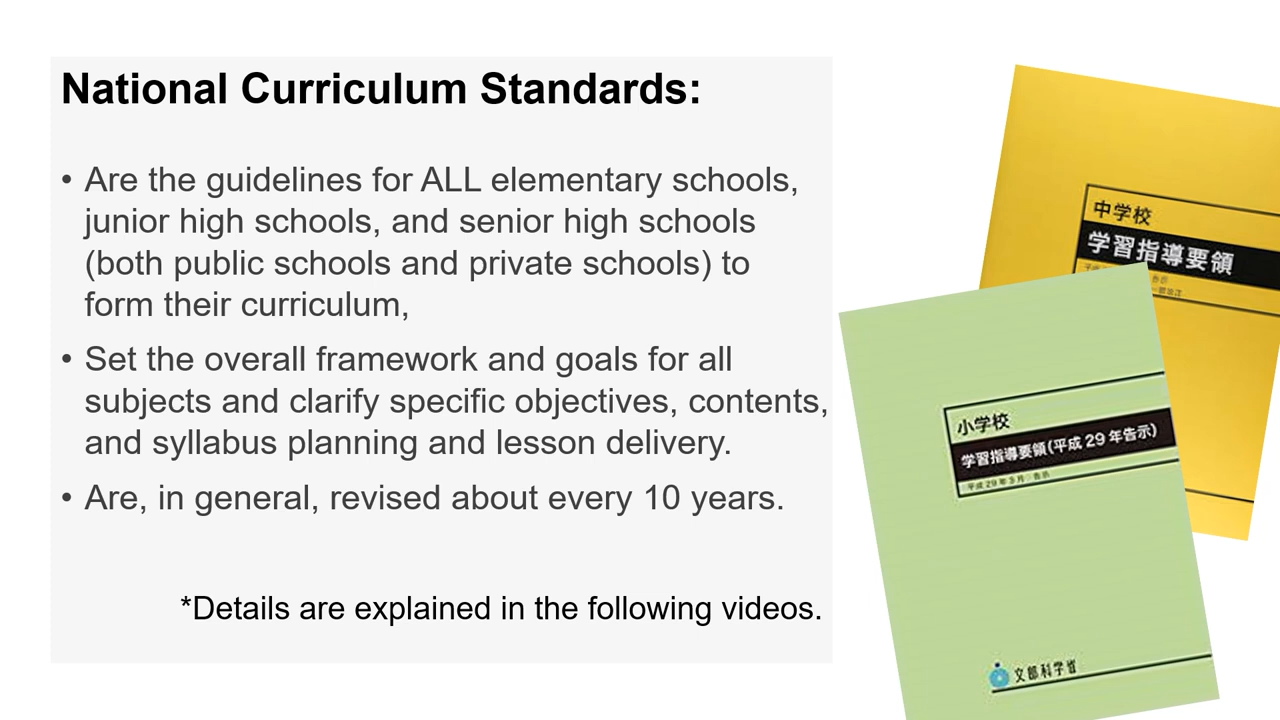 National Curriculum Standards:
• Are the guidelines for ALL elementary schools,
junior high schools, and senior high schools
(both public schools and private schools) to
form their curriculum,
• Set the overall framework and goals for all
subjects and clarify specific objectives, contents,
and syllabus planning and lesson delivery.
• Are, in general, revised about every 10 years.
*Details are explained in the following videos.
中学校
学習指導要領
小学校
学習指導要領(平成29年告示)
平成29年3月 告示
文部科学省